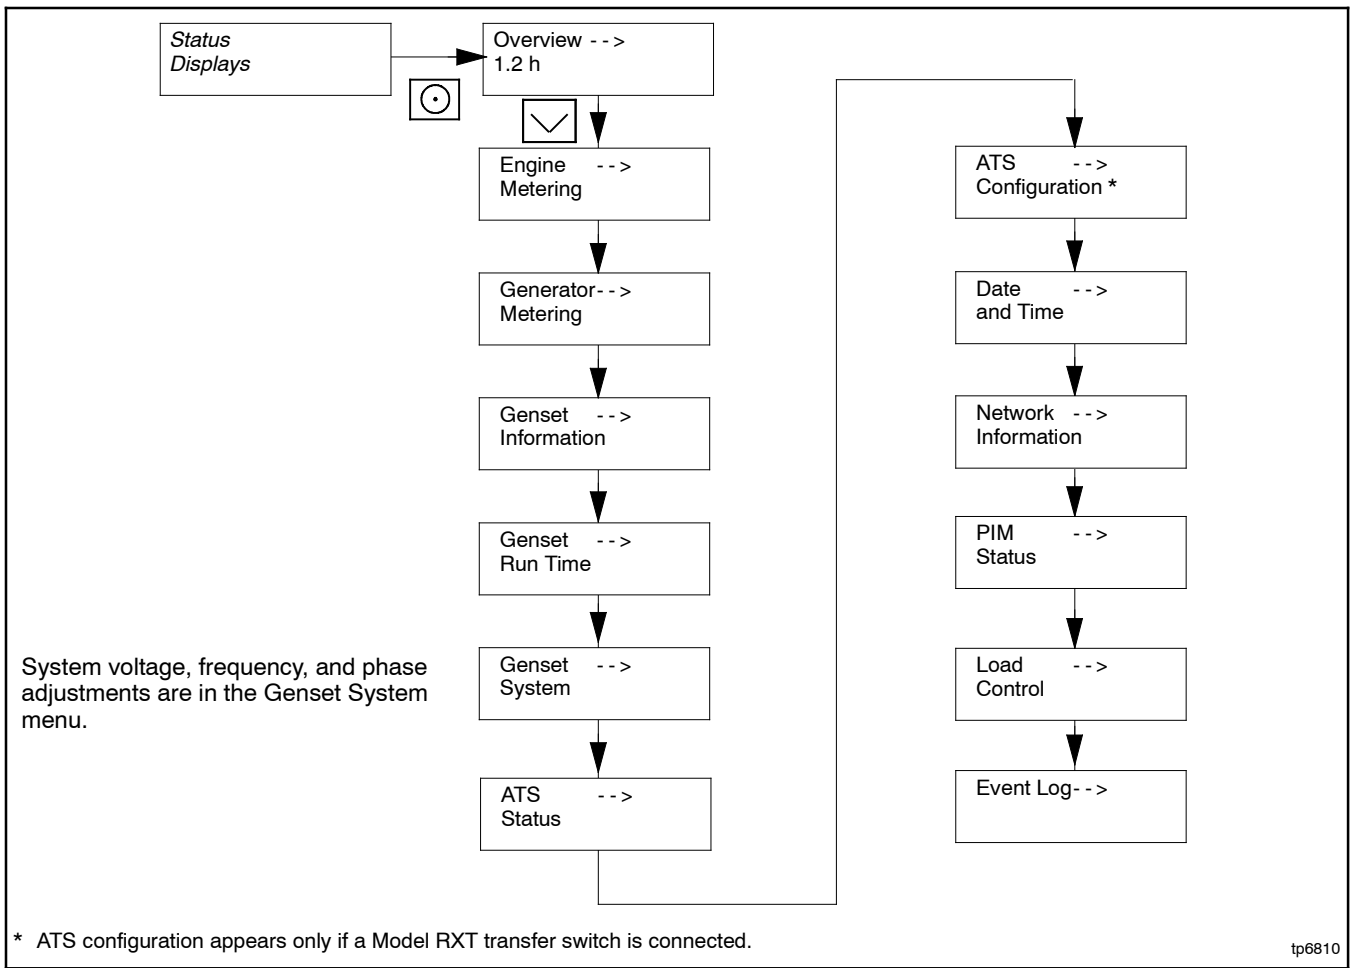 Status
Displays
Overview - - >
1.2 h
Engine - - >
Metering
Generator- - >
Metering
Genset - - >
Information
Genset - - >
Run Time
Genset - - >
System
ATS - - >
Status
ATS - - >
Configuration *
Date - - >
and Time
Network - - >
Information
PIM - - >
Status
Load - - >
Control
Event Log- - >
System voltage, frequency, and phase
adjustments are in the Genset System
menu.
* ATS configuration appears only if a Model RXT transfer switch is connected.
tp6810